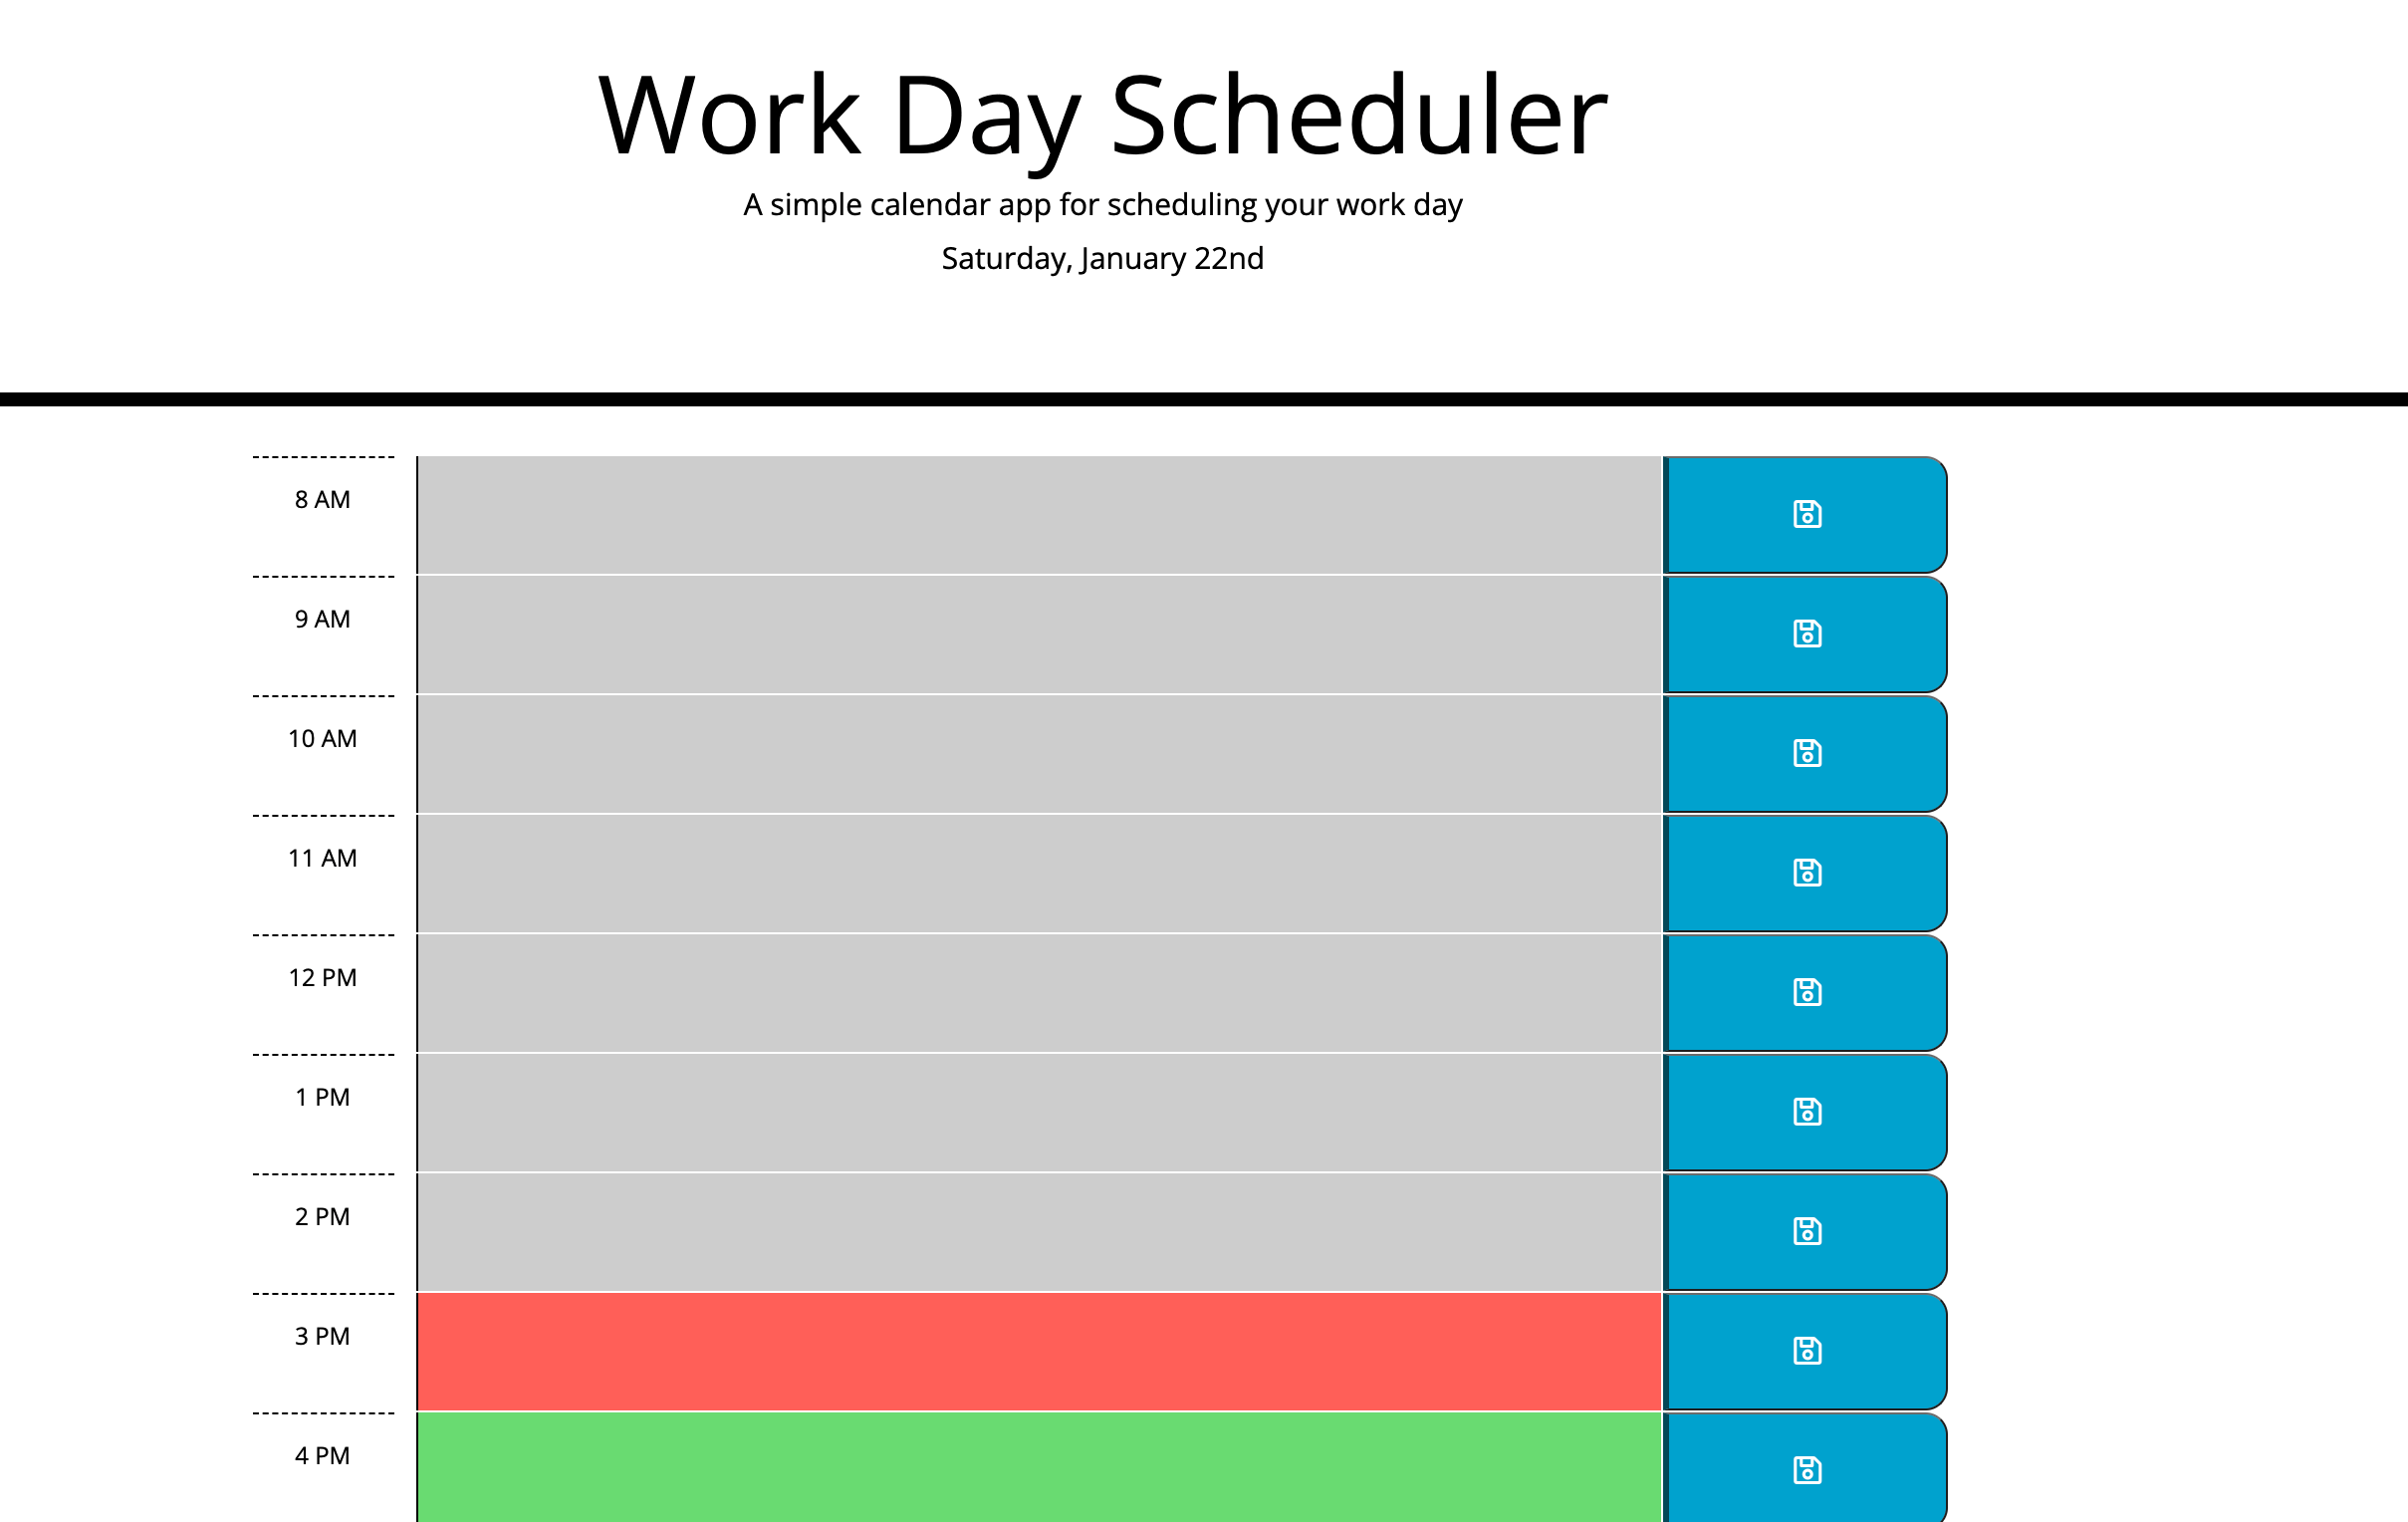 Work Day Scheduler
A simple calendar app for scheduling your work day
Saturday, January 22nd
8 AM
9 AM
10 AM
11 AM
12 PM
1 PM
2 PM
3 PM
4 PM